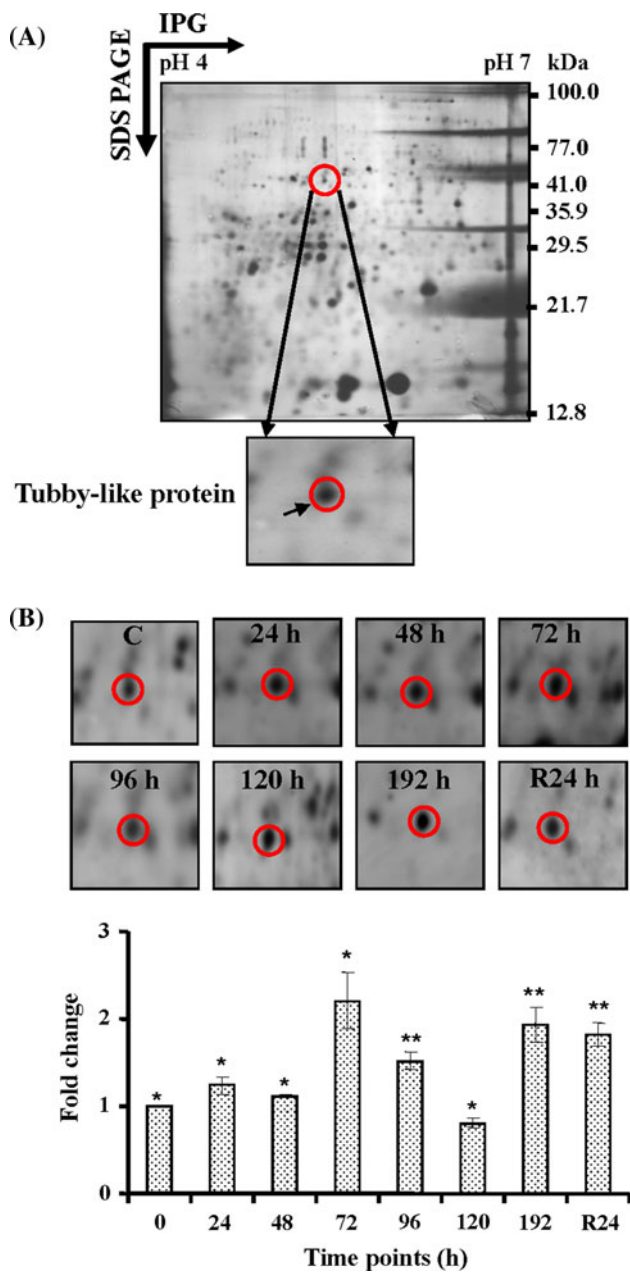 (A)
IPG
pH 4
pH 7
kDa
SDS PAGE
100.0
77.0
41.0
35.9
29.5
21.7
12.8
Tubby-like protein
(B)
C
24 h
48 h
72 h
96 h
120 h
192 h
R24 h
Fold change
3
2
1
0
* * * * ** * ** **
0 24 48 72 96 120 192 R24
Time points (h)